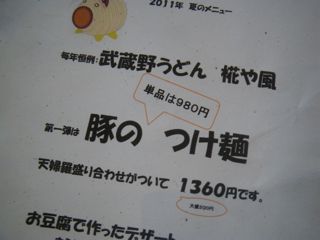 2011年 夏のメニュー
毎年恒例:武蔵野うどん 椛や風
単品は980円
第一弾は 豚の つけ麺
天婦羅盛り合わせがついて 1360円です。
お豆腐で作ったデザート